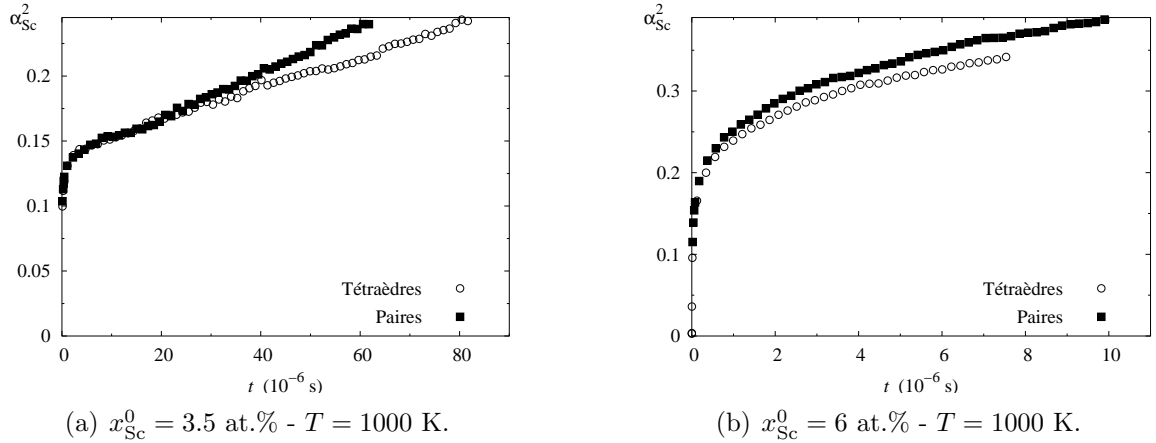 α²Sc
0.2
0.15
0.1
0.05
0
0 20 40 60 80
t (10⁻⁶ s)
Tétraèdres
Paires
(a) x⁰Sc = 3.5 at.% - T = 1000 K.
α²Sc
0.3
0.2
0.1
0
0 2 4 6 8 10
t (10⁻⁶ s)
Tétraèdres
Paires
(b) x⁰Sc = 6 at.% - T = 1000 K.